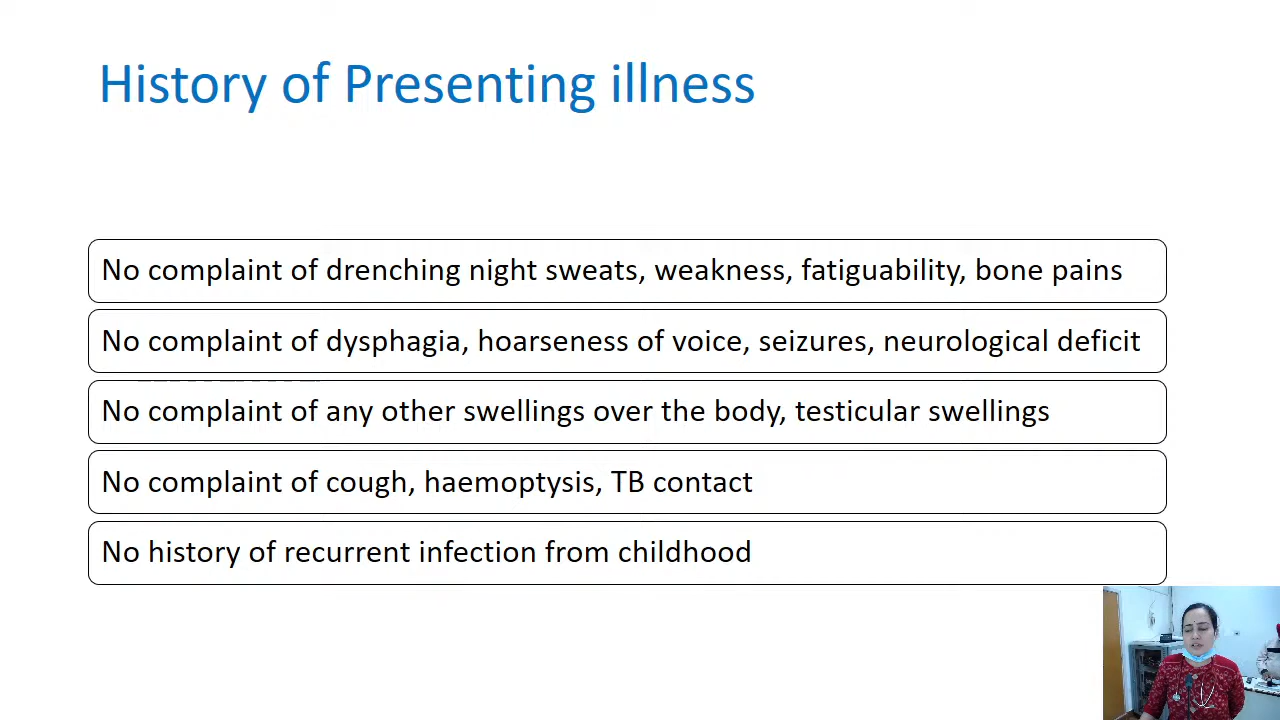 History of Presenting illness
No complaint of drenching night sweats, weakness, fatiguability, bone pains
No complaint of dysphagia, hoarseness of voice, seizures, neurological deficit
No complaint of any other swellings over the body, testicular swellings
No complaint of cough, haemoptysis, TB contact
No history of recurrent infection from childhood